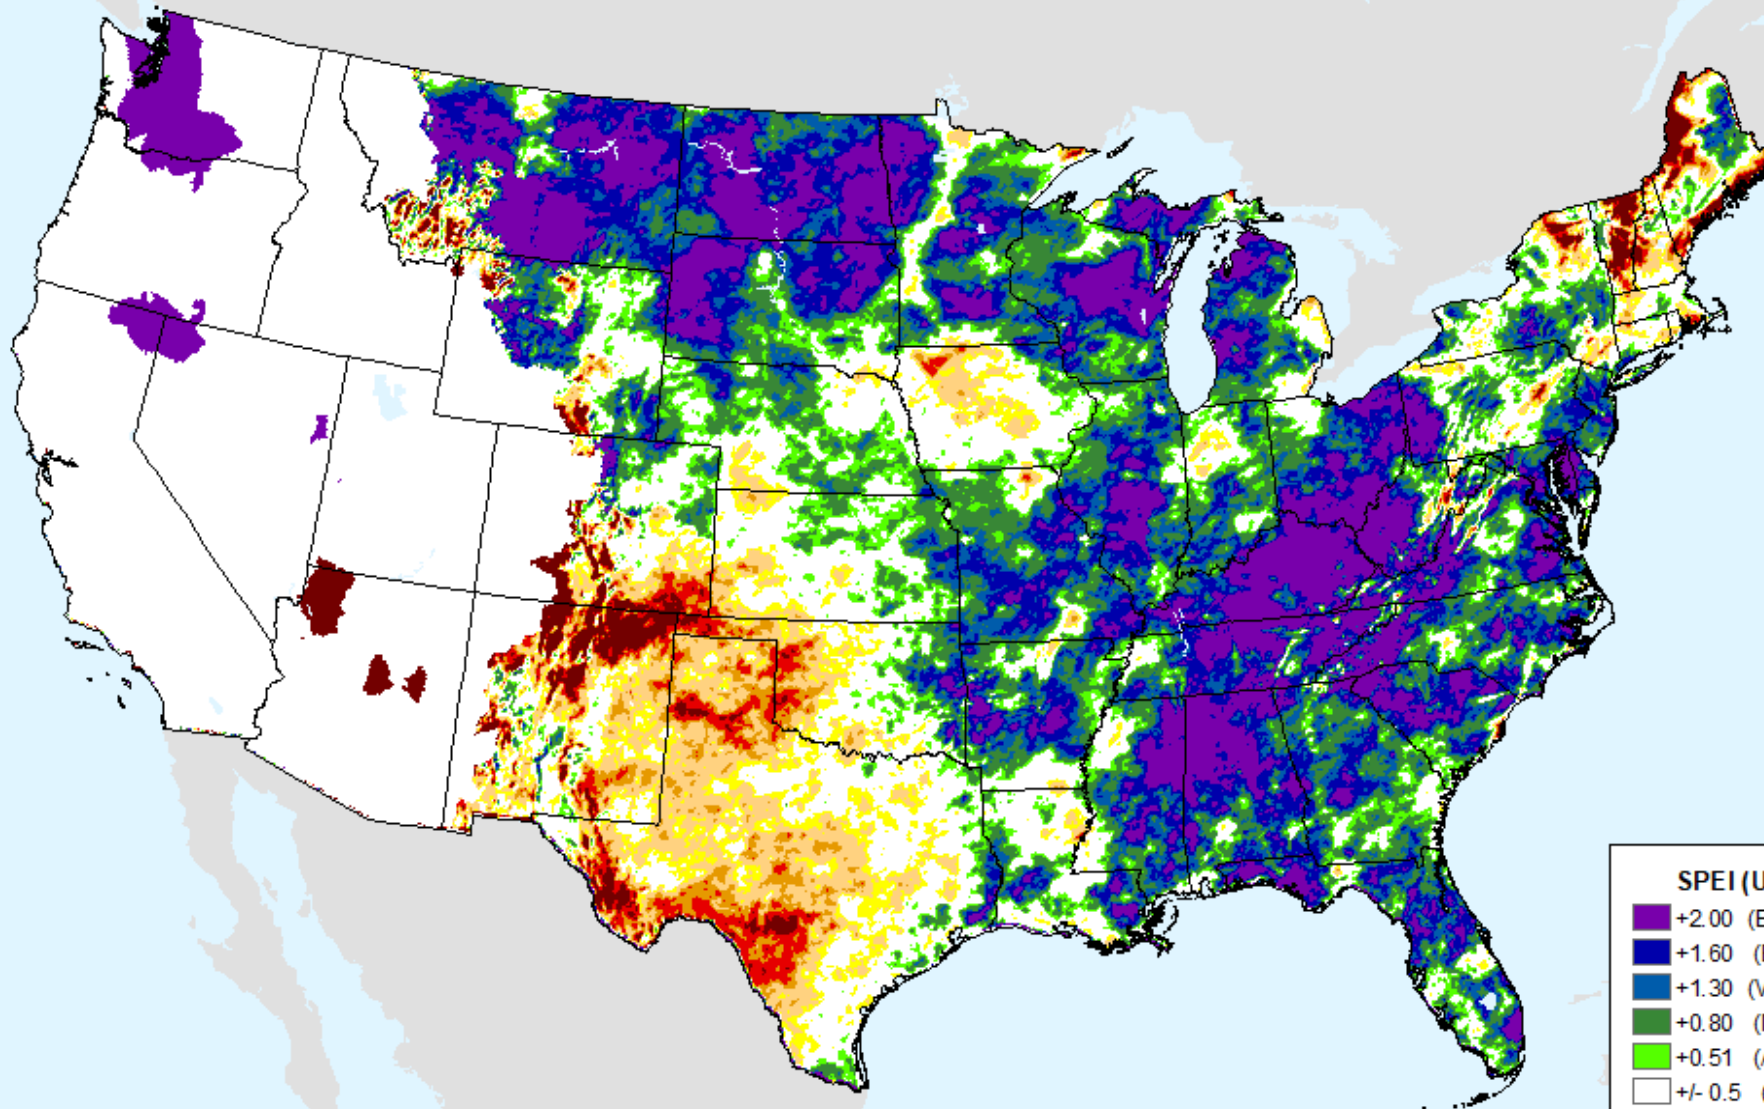 SPEI (U
+2.00 (E
+1.60 (
+1.30 (V
+0.80 (
+0.51 (
+/- 0.5 (